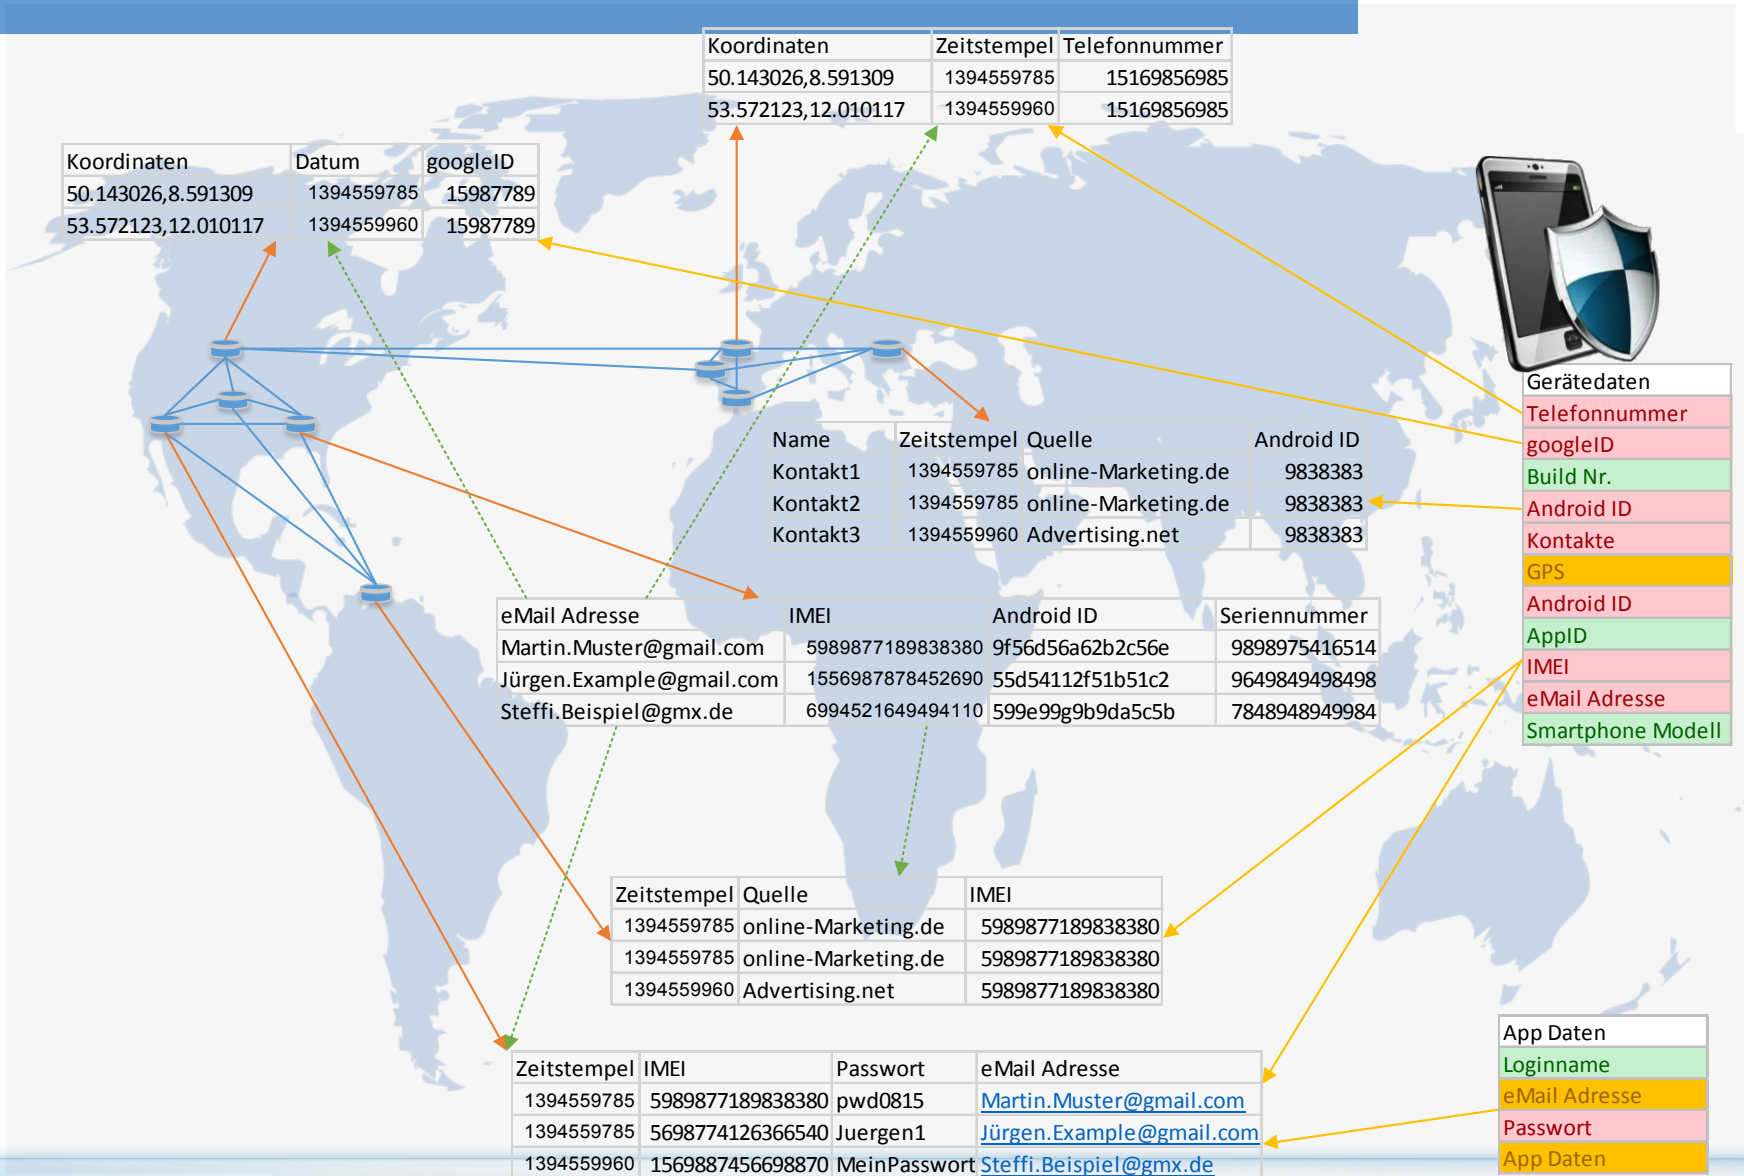 Koordinaten Zeitstempel Telefonnummer
50.143026,8.591309 1394559785 15169856985
53.572123,12.010117 1394559960 15169856985
Koordinaten Datum googleID
50.143026,8.591309 1394559785 15987789
53.572123,12.010117 1394559960 15987789
Gerätedaten
Telefonnummer
googleID
Build Nr.
Android ID
Kontakte
GPS
Android ID
AppID
IMEI
eMail Adresse
Smartphone Modell
Name Zeitstempel Quelle Android ID
Kontakt1 1394559785 online-Marketing.de 9838383
Kontakt2 1394559785 online-Marketing.de 9838383
Kontakt3 1394559960 Advertising.net 9838383
eMail Adresse IMEI Android ID Seriennummer
Martin.Muster@gmail.com 5989877189838380 9f56d56a62b2c56e 9898975416514
Jürgen.Example@gmail.com 1556987878452690 55d54112f51b51c2 9649849498498
Steffi.Beispiel@gmx.de 6994521649494110 599e99g9b9da5c5b 7848948949984
Zeitstempel Quelle IMEI
1394559785 online-Marketing.de 5989877189838380
1394559785 online-Marketing.de 5989877189838380
1394559960 Advertising.net 5989877189838380
Zeitstempel IMEI Passwort eMail Adresse
1394559785 5989877189838380 pwd0815 Martin.Muster@gmail.com
1394559785 5698774126366540 Juergen1 Jürgen.Example@gmail.com
1394559960 1569887456698870 MeinPasswort Steffi.Beispiel@gmx.de
App Daten
Loginname
eMail Adresse
Passwort
App Daten